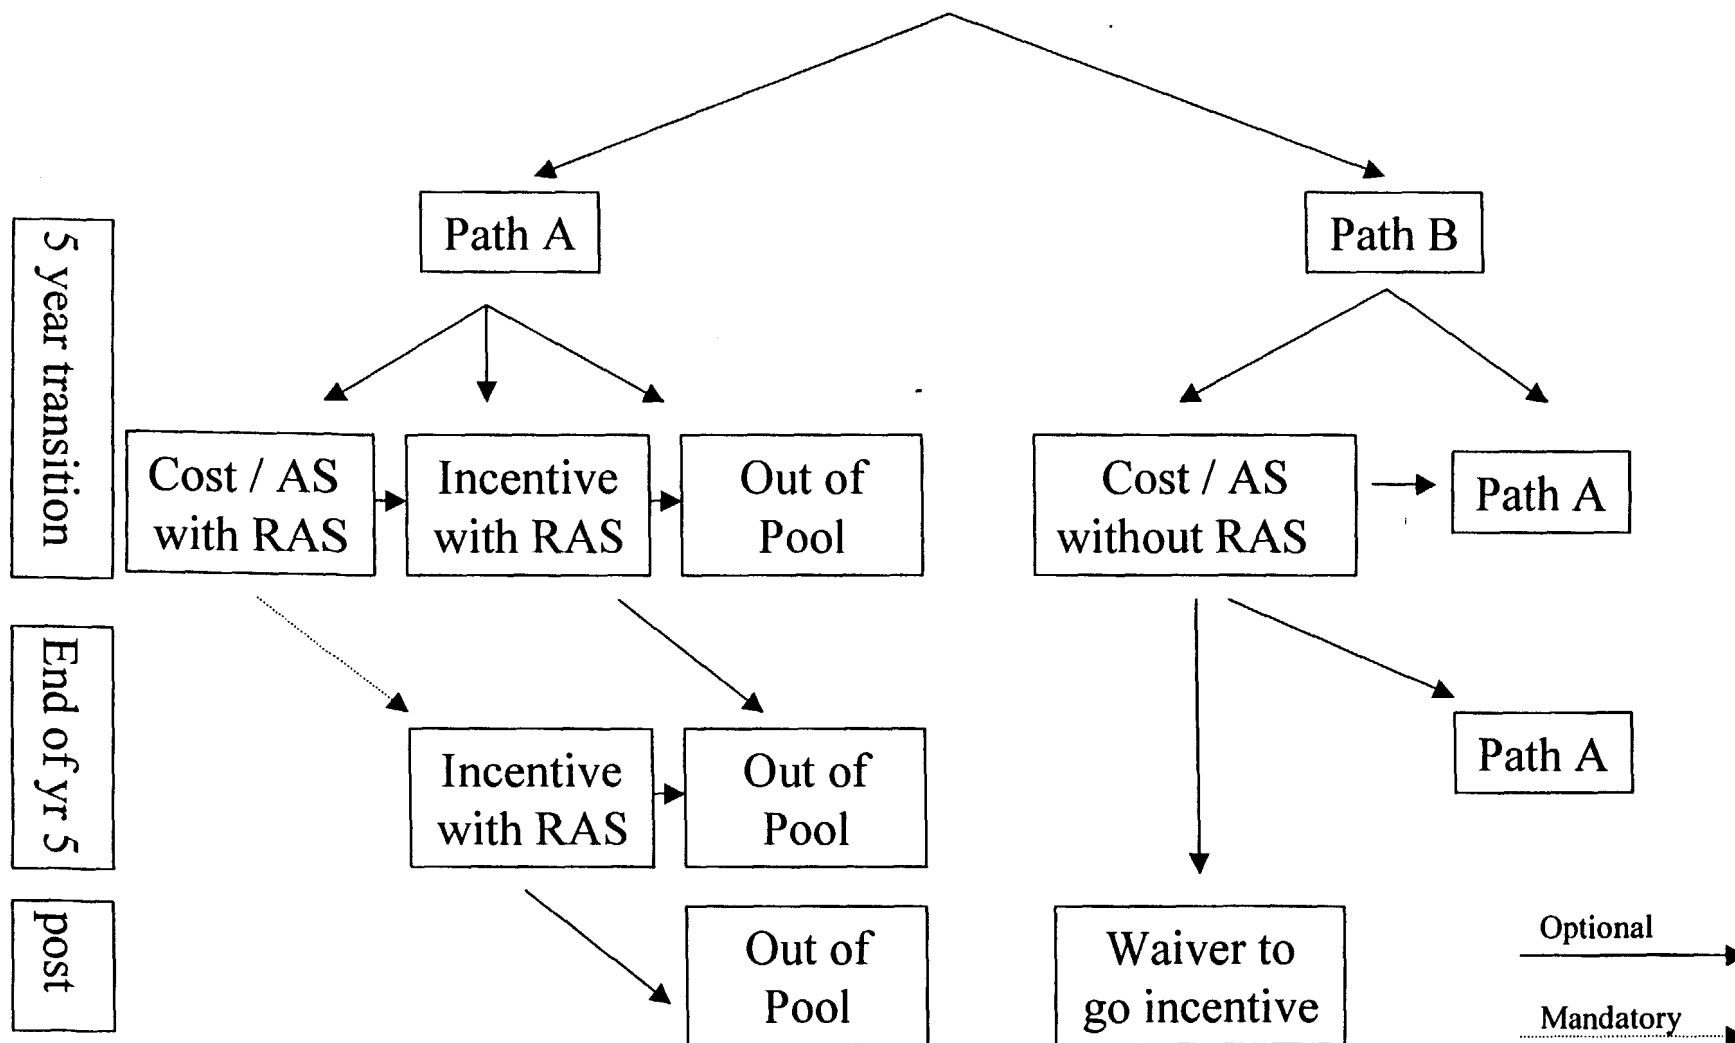 Path A
Path B
5 year transition
Cost / AS
with RAS
Incentive
with RAS
Out of
Pool
Cost / AS
without RAS
Path A
End of yr 5
Incentive
with RAS
Out of
Pool
Path A
post
Out of
Pool
Waiver to
go incentive
Optional
Mandatory